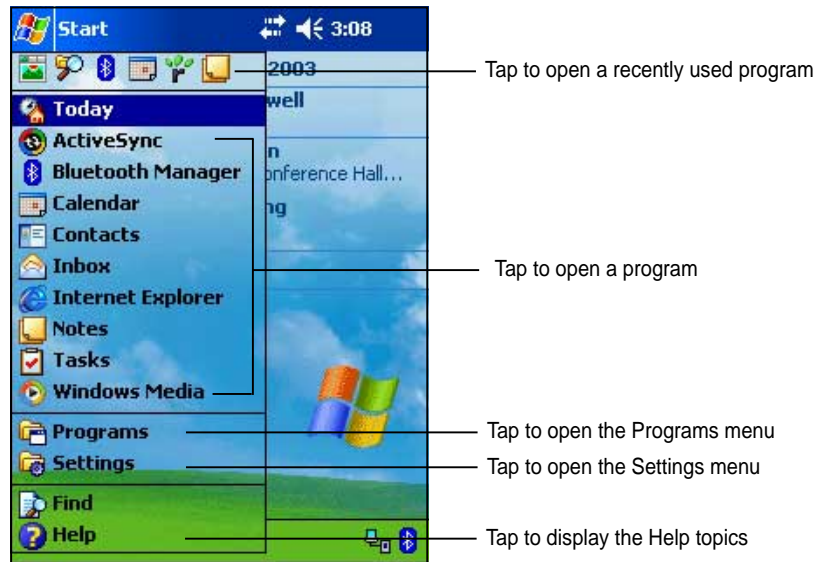 Start 3:08
2003
Tap to open a recently used program
well
Today
ActiveSync
n
Bluetooth Manager
onference Hall...
Calendar
ng
Contacts
Inbox
Tap to open a program
Internet Explorer
Notes
Tasks
Windows Media
Programs
Tap to open the Programs menu
Settings
Tap to open the Settings menu
Find
Help
Tap to display the Help topics